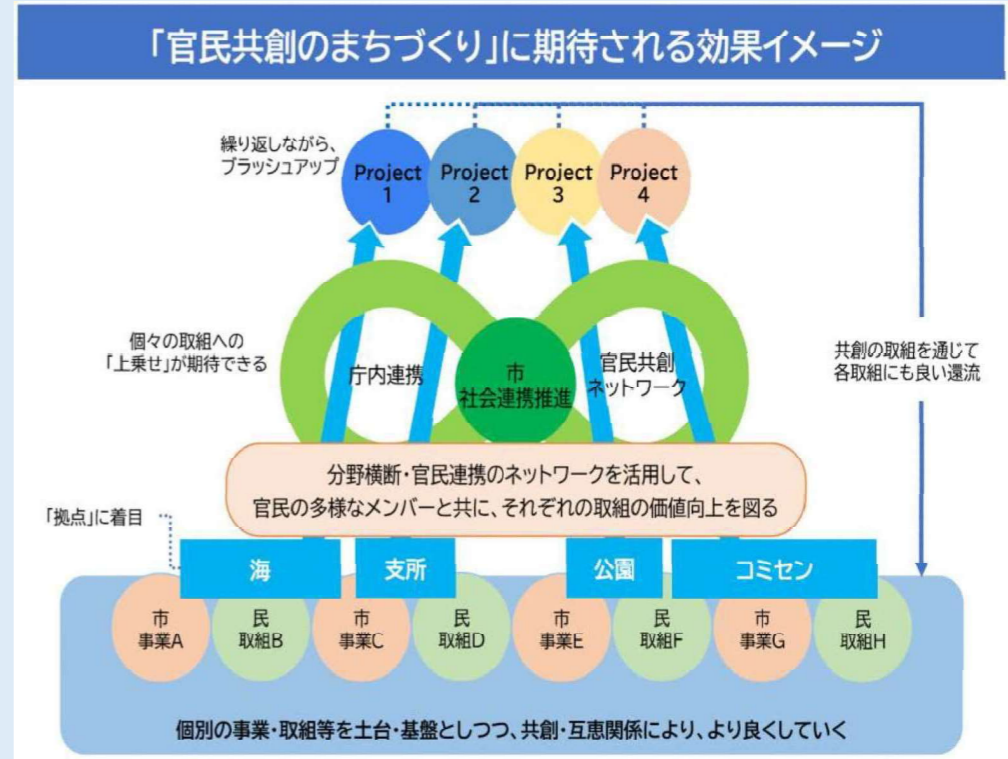 「官民共創のまちづくり」に期待される効果イメージ
繰り返しながら、
ブラッシュアップ
Project
1
Project
2
Project
3
Project
4
個々の取組への
「上乗せ」が期待できる
庁内連携
市
社会連携推進
官民共創
ネットワーク
共創の取組を通じて
各取組にも良い還流
分野横断・官民連携のネットワークを活用して、
官民の多様なメンバーと共に、それぞれの取組の価値向上を図る
「拠点」に着目
海
支所
公園
コミセン
市
事業A
民
取組B
市
事業C
民
取組D
市
事業E
民
取組F
市
事業G
民
取組H
個別の事業・取組等を土台・基盤としつつ、共創・互恵関係により、より良くしていく